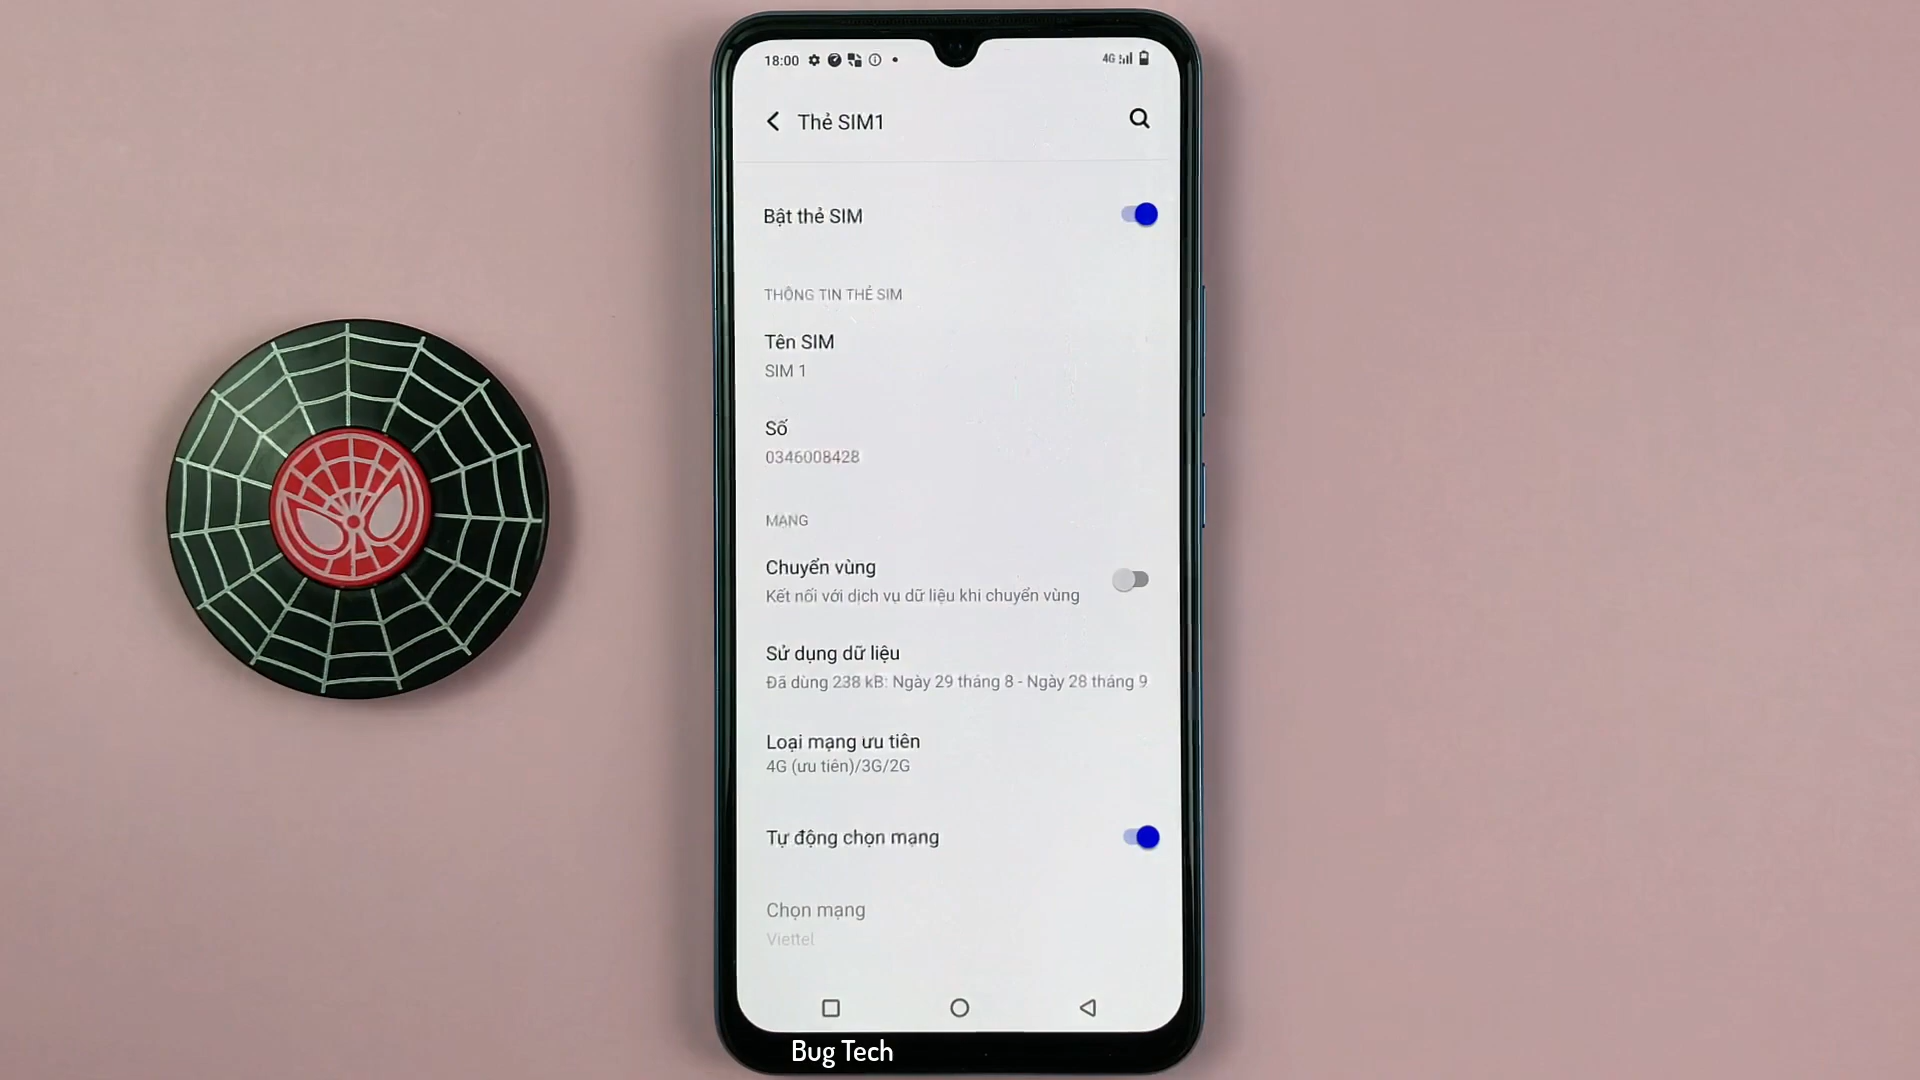 18:00
4G
Thẻ SIM1
Bật thẻ SIM
THÔNG TIN THẺ SIM
Tên SIM
SIM 1
Số
0346008428
MẠNG
Chuyển vùng
Kết nối với dịch vụ dữ liệu khi chuyển vùng
Sử dụng dữ liệu
Đã dùng 238 kB: Ngày 29 tháng 8 - Ngày 28 tháng 9
Loại mạng ưu tiên
4G (ưu tiên)/3G/2G
Tự động chọn mạng
Chọn mạng
Viettel
Bug Tech